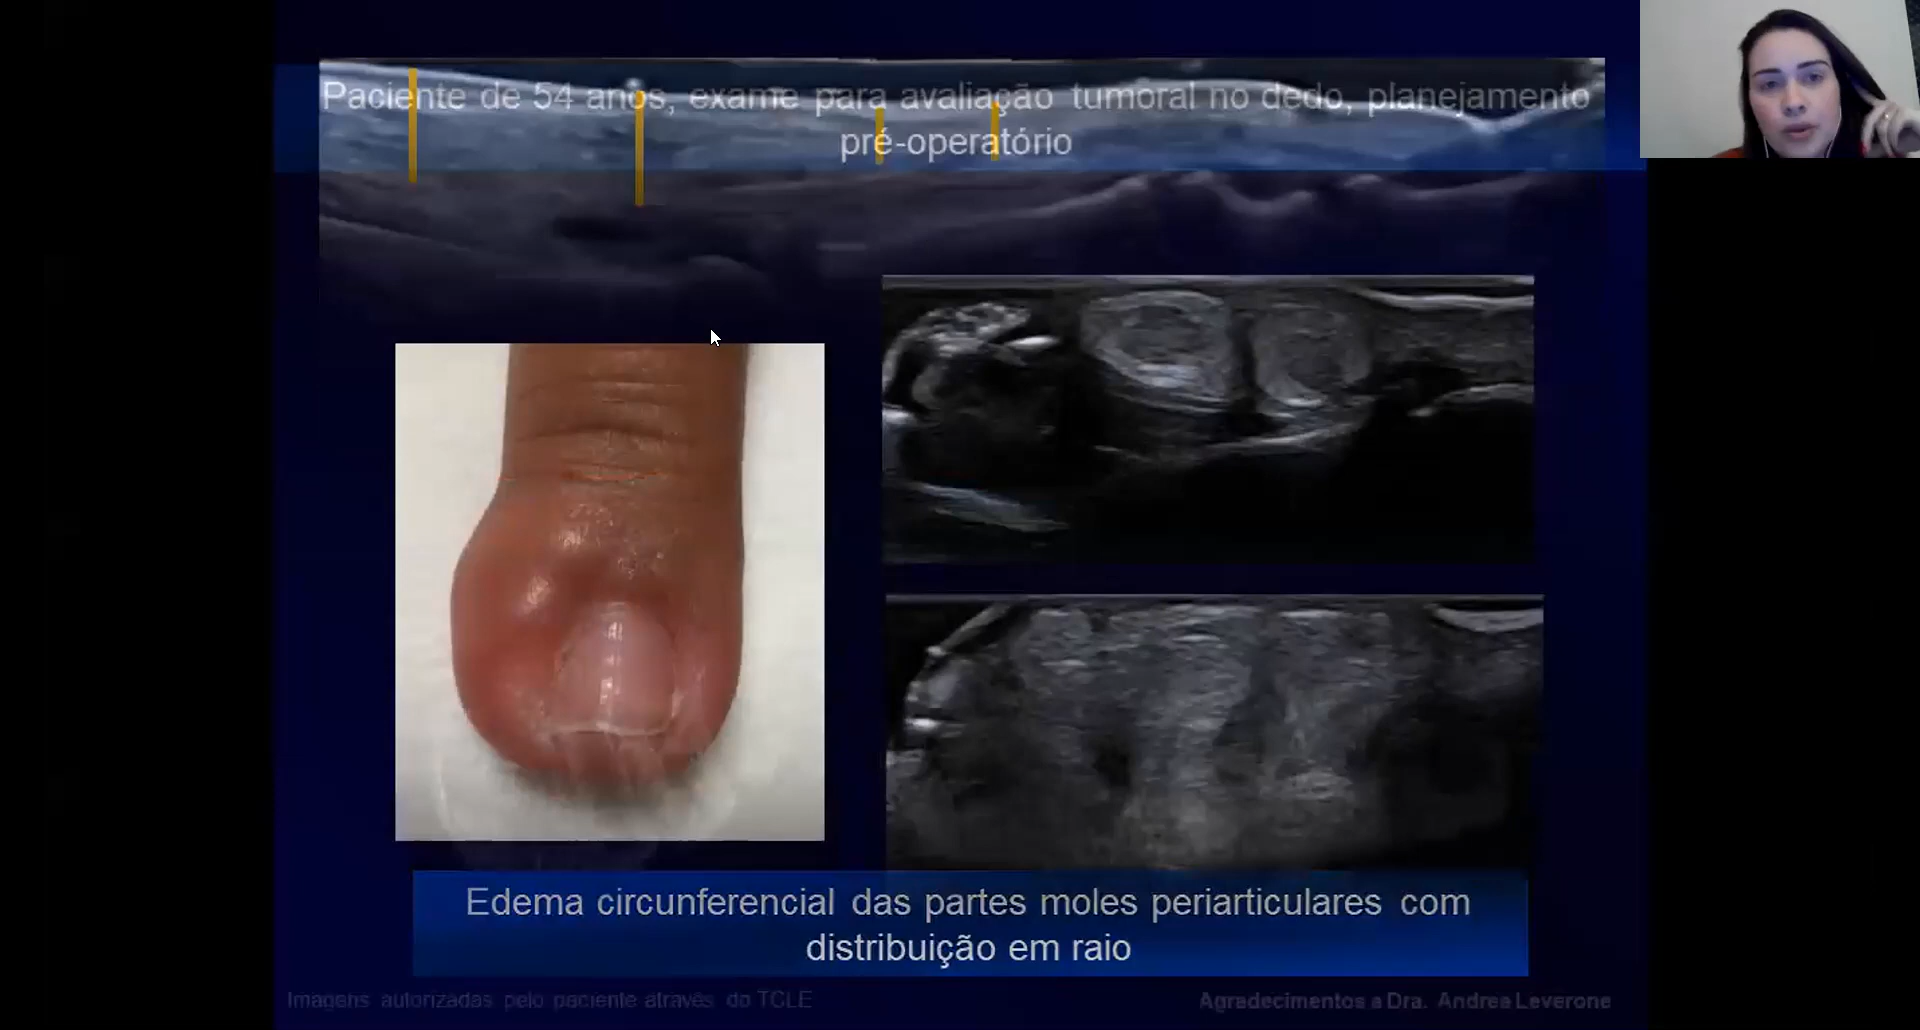 Paciente de 54 anos, exame para avaliação tumoral no dedo, planejamento
pré-operatório
Edema circunferencial das partes moles periarticulares com
distribuição em raio
Imagens autorizadas pelo paciente através do TCLE
Agradecimentos a Dra. Andrea Leverone